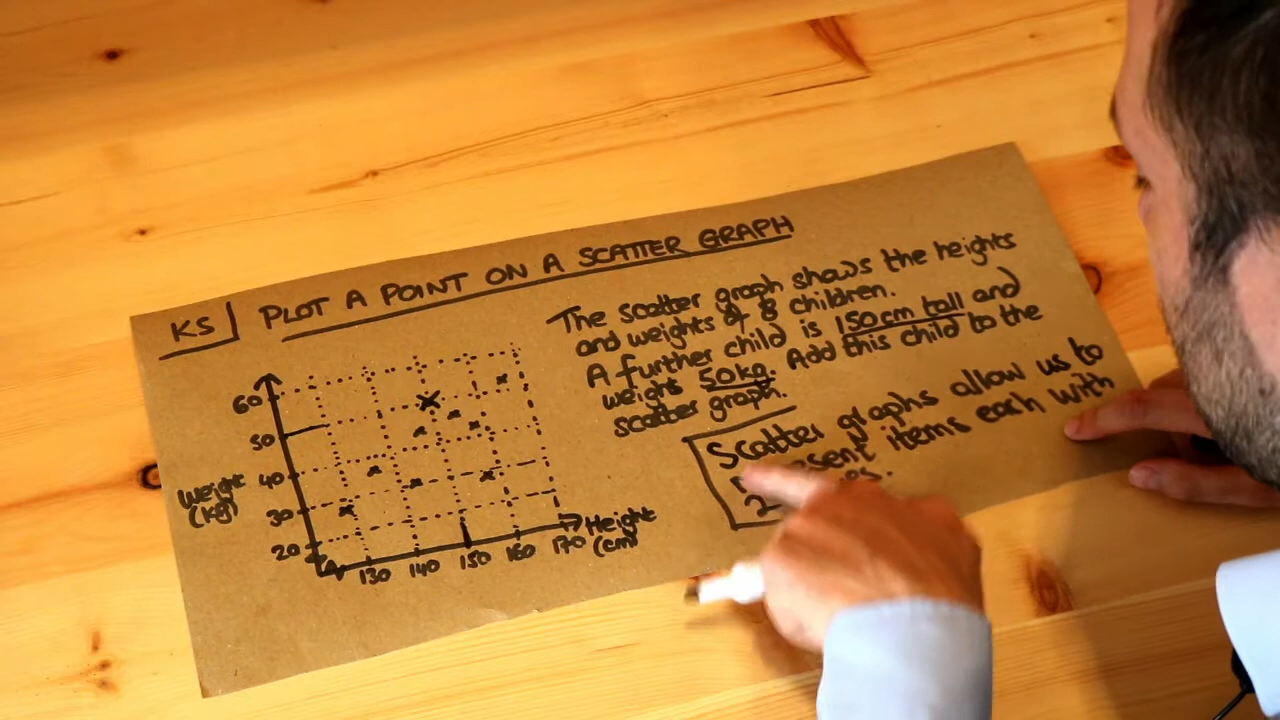 KS
PLOT A POINT ON A SCATTER GRAPH
The scatter graph shows the heights
and weights of 8 children.
A further child is 150cm tall and
weight 50kg. Add this child to the
scatter graph.
Scatter graphs allow us to
items each with
2
Weight
(kg)
60
50
40
30
20
130 140 150 160 170
Height
(cm)